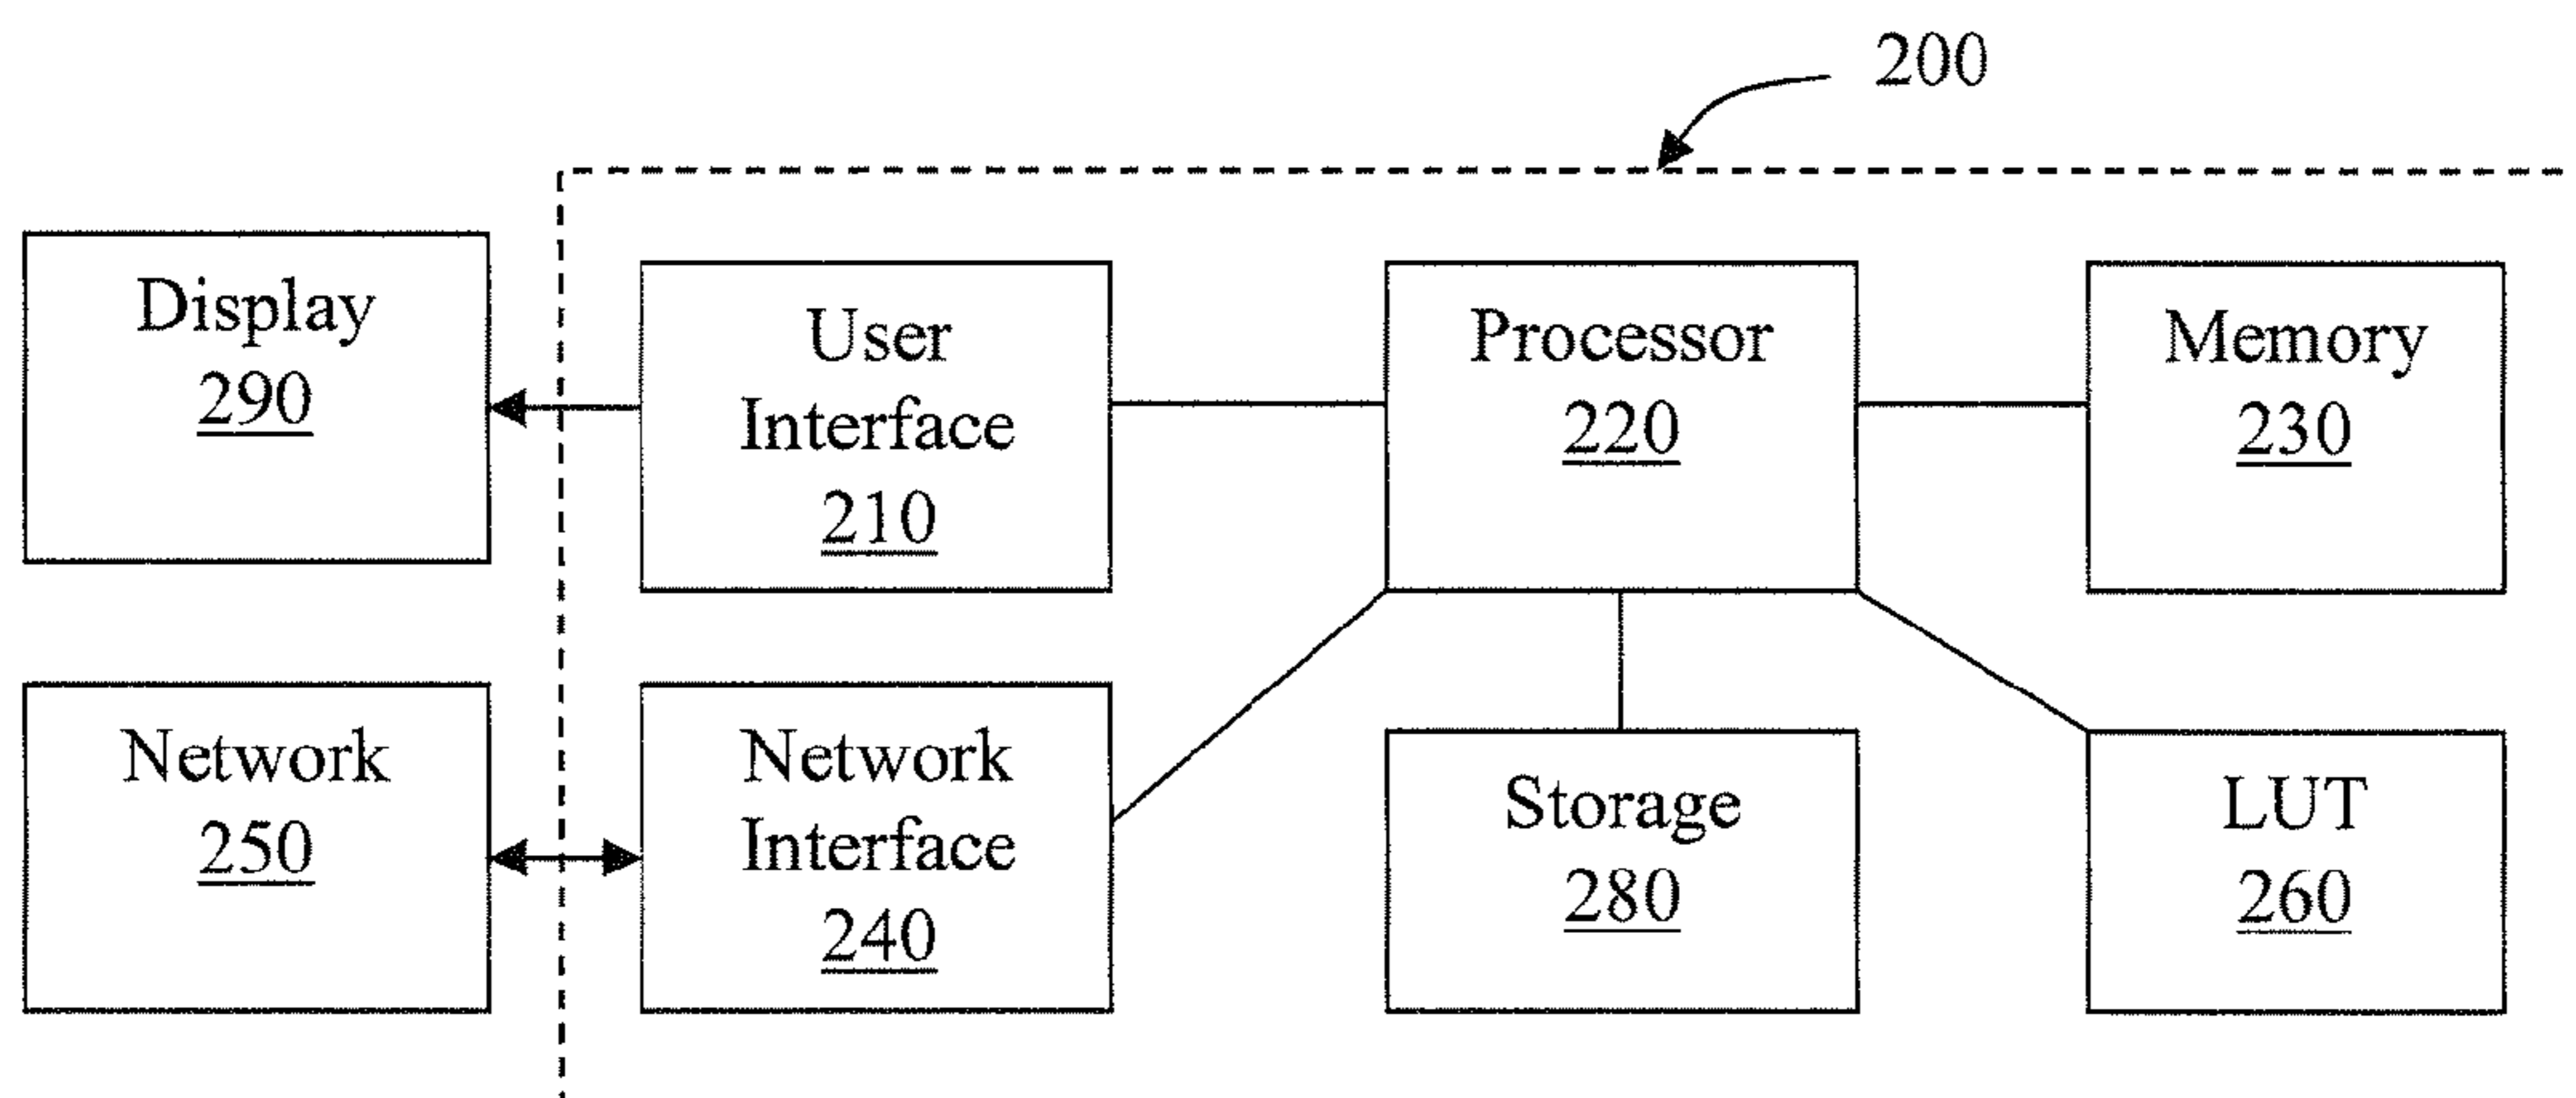 200
Display
290
User
Interface
210
Processor
220
Memory
230
Network
250
Network
Interface
240
Storage
280
LUT
260